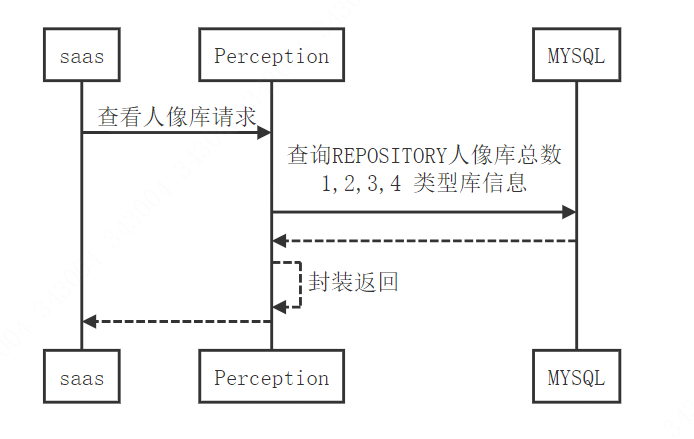 saas
Perception
MYSQL
查看人像库请求
查询REPOSITORY人像库总数
1,2,3,4 类型库信息
封装返回
saas
Perception
MYSQL